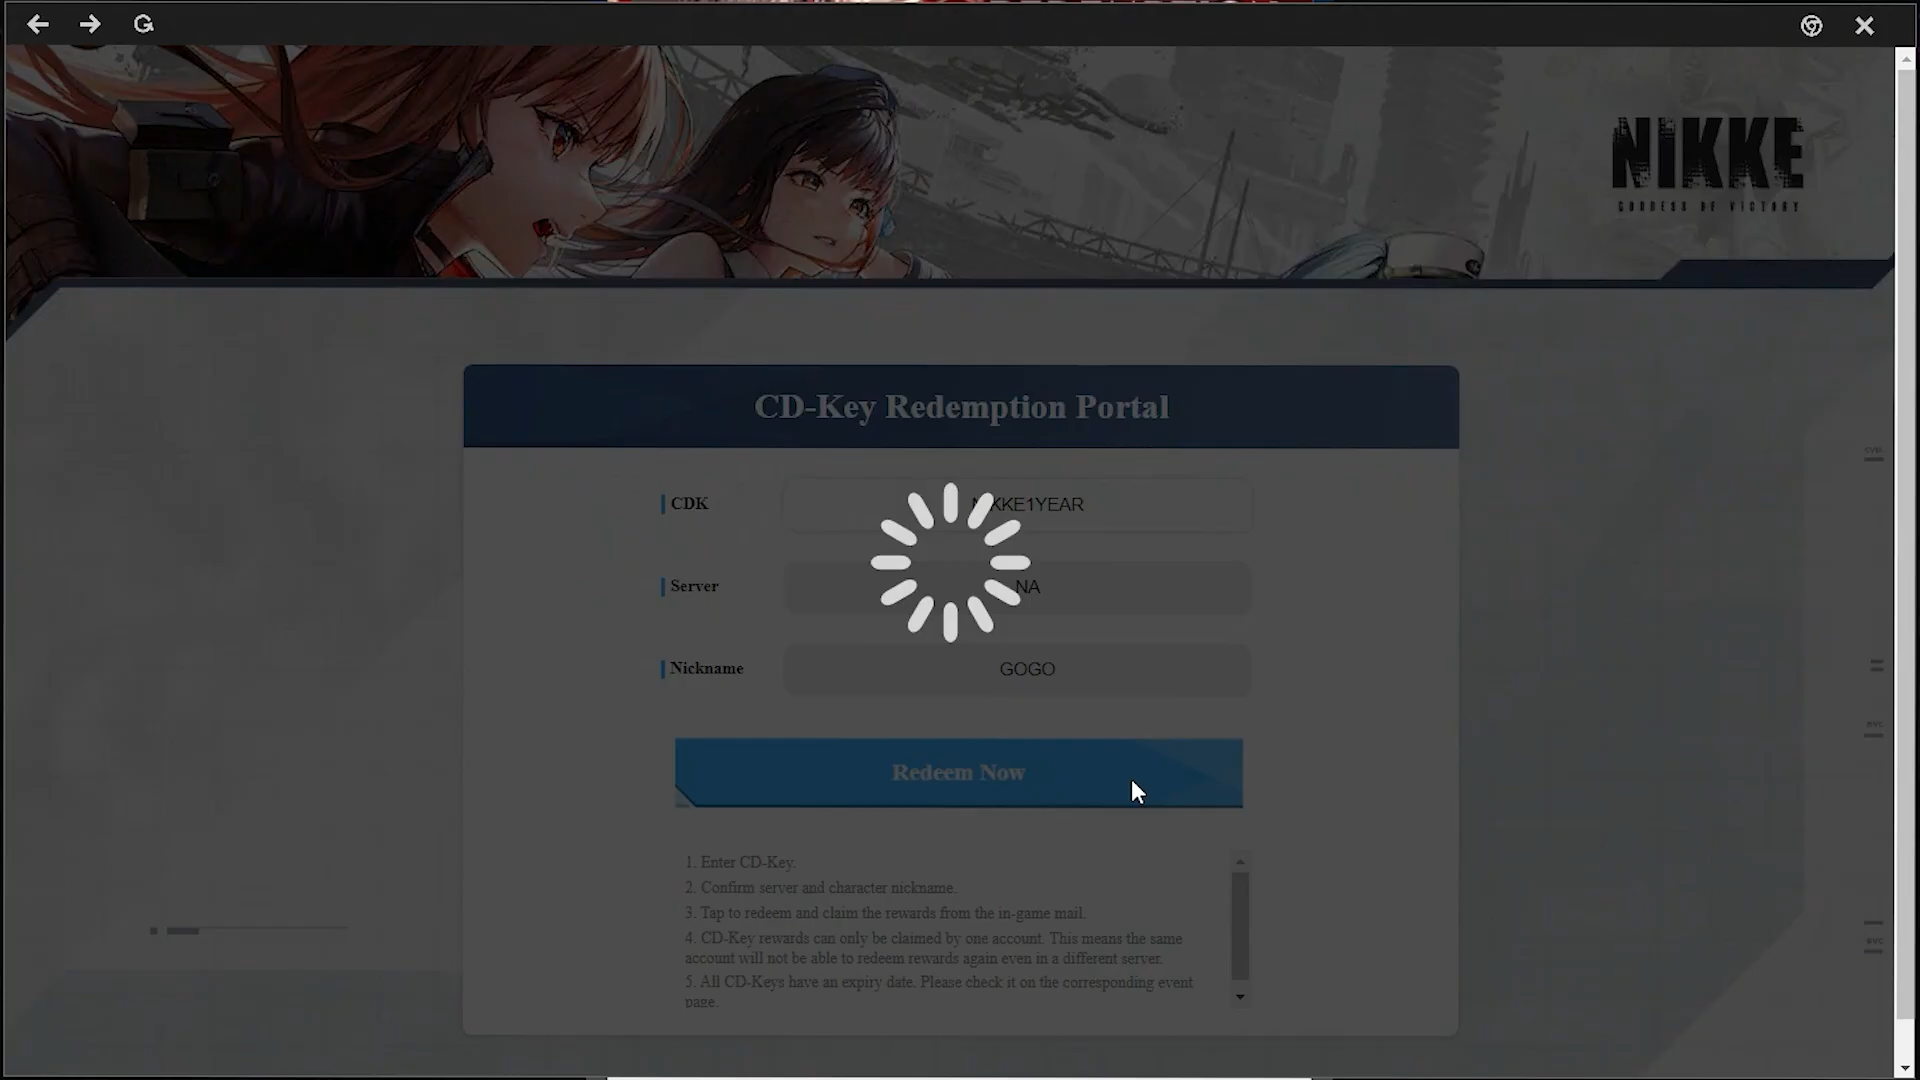 NIKKE
GODDESS OF VICTORY
CD-Key Redemption Portal
CDK
NIKKE1YEAR
Server
NA
Nickname
GOGO
Redeem Now
1. Enter CD-Key.
2. Confirm server and character nickname.
3. Tap to redeem and claim the rewards from the in-game mail.
4. CD-Key rewards can only be claimed by one account. This means the same
account will not be able to redeem rewards again even in a different server.
5. All CD-Keys have an expiry date. Please check it on the corresponding event
page.